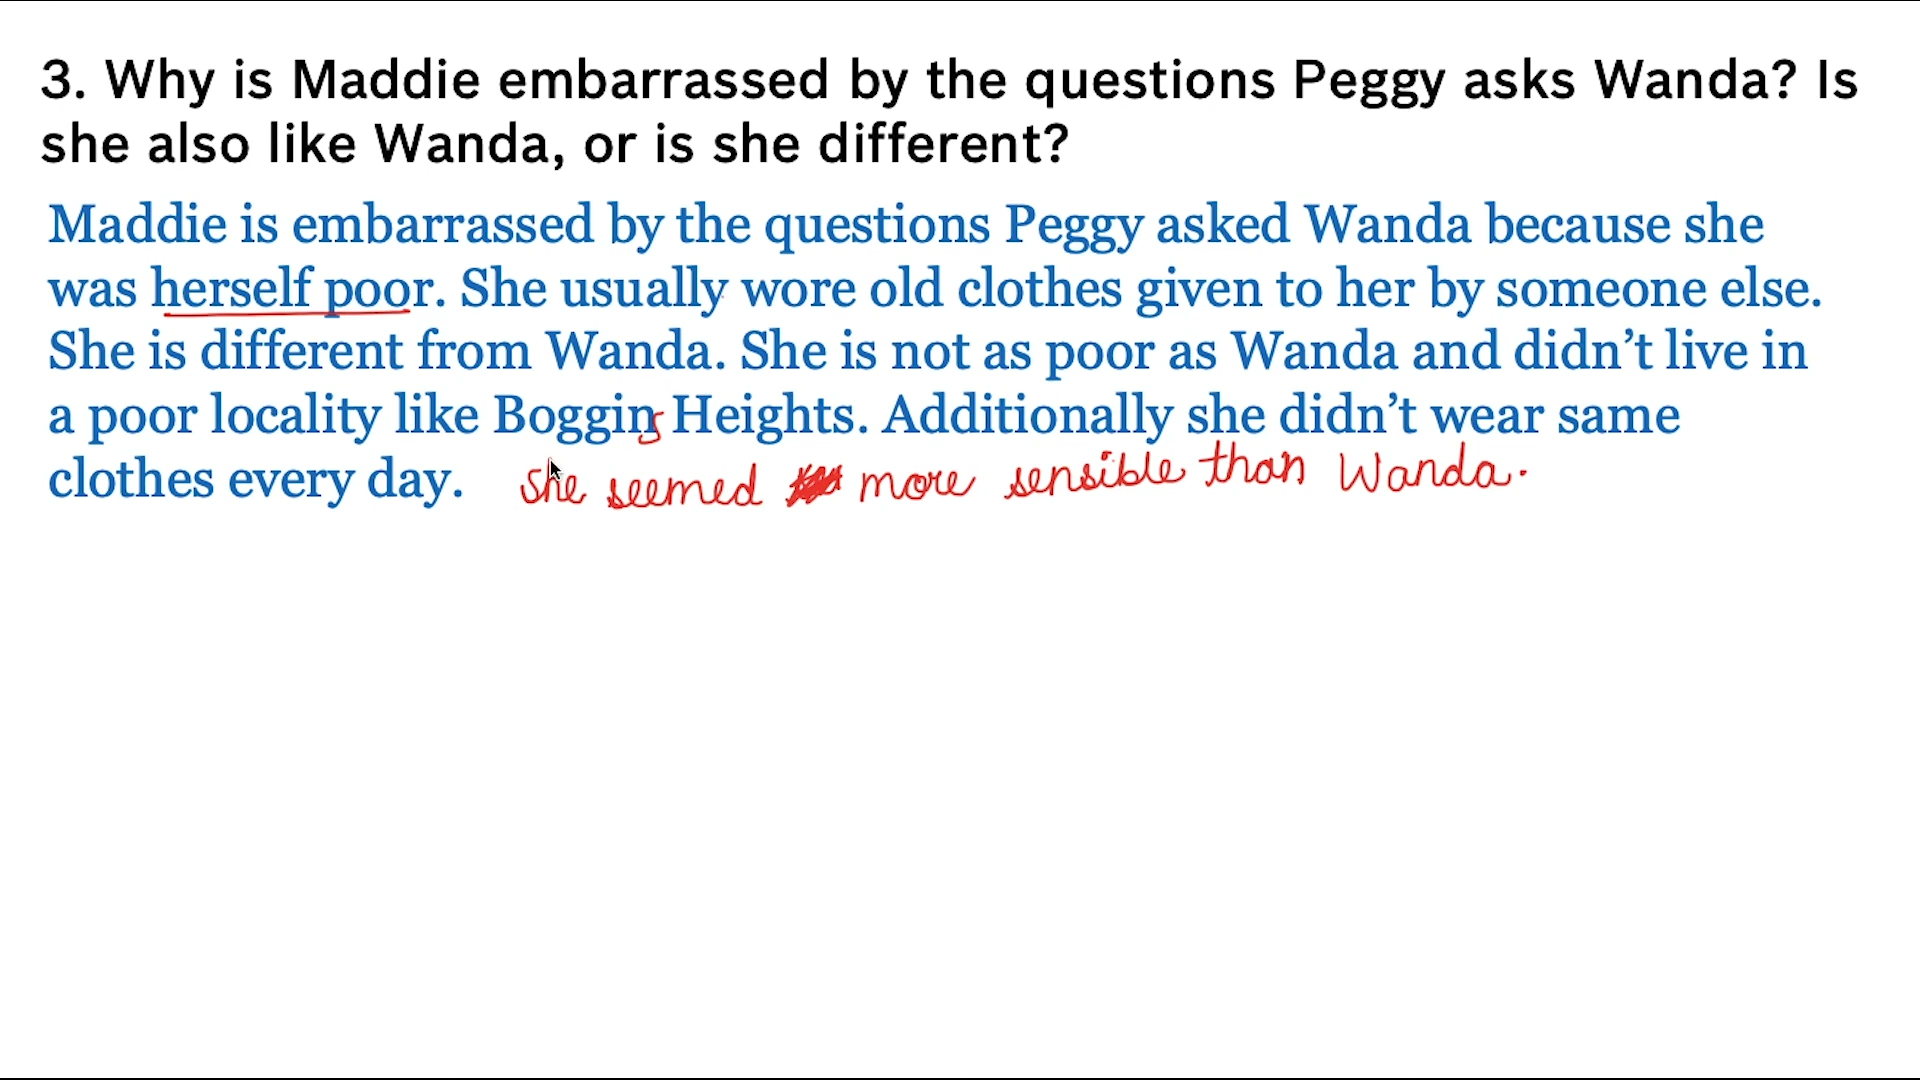 3. Why is Maddie embarrassed by the questions Peggy asks Wanda? Is
she also like Wanda, or is she different?
Maddie is embarrassed by the questions Peggy asked Wanda because she
was herself poor. She usually wore old clothes given to her by someone else.
She is different from Wanda. She is not as poor as Wanda and didn’t live in
a poor locality like Boggins Heights. Additionally she didn’t wear same
clothes every day. She seemed more sensible than Wanda.